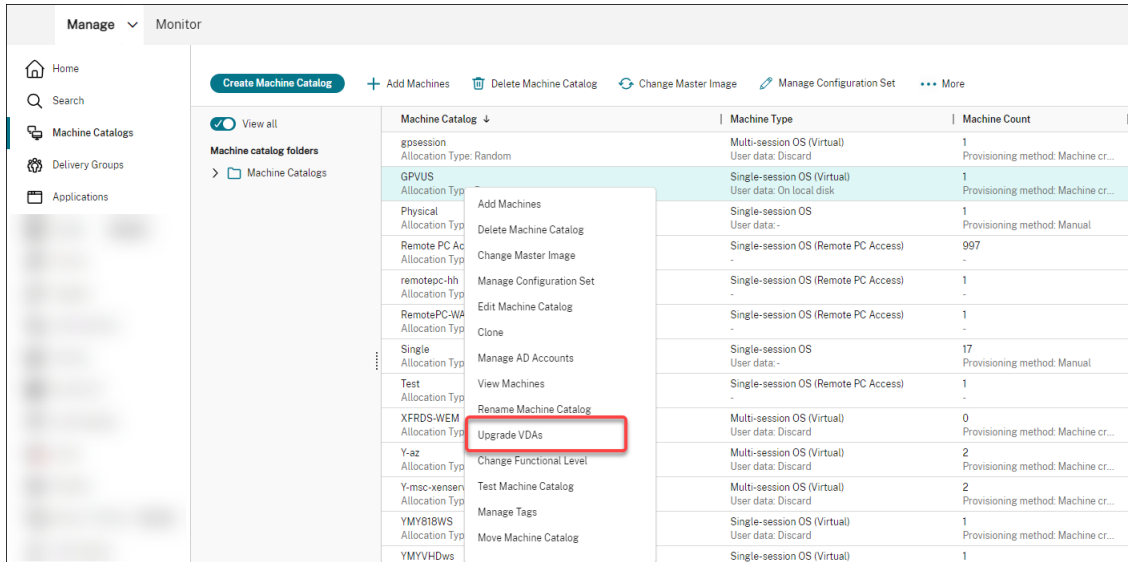 Manage
Monitor
Home
Search
Machine Catalogs
Delivery Groups
Applications
Create Machine Catalog
Add Machines
Delete Machine Catalog
Change Master Image
Manage Configuration Set
More
View all
Machine catalog folders
Machine Catalogs
Machine Catalog ↓ Machine Type Machine Count
gpsession Multi-session OS (Virtual) 1
Allocation Type: Random User data: Discard Provisioning method: Machine cr...
GPVUS Single-session OS (Virtual) 1
Allocation Typ User data: On local disk Provisioning method: Machine cr...
Physical Single-session OS 1
Allocation Typ User data:- Provisioning method: Manual
Remote PC Ac Single-session OS (Remote PC Access) 997
Allocation Typ - -
remotepc-hh Single-session OS (Remote PC Access) 1
Allocation Typ - -
RemotePC-WA Single-session OS (Remote PC Access) 1
Allocation Typ - -
Single Single-session OS 17
Allocation Typ User data:- Provisioning method: Manual
Test Single-session OS (Remote PC Access) 1
Allocation Typ - -
XFRDS-WEM Multi-session OS (Virtual) 0
Allocation Typ User data: Discard Provisioning method: Machine cr...
Y-az Multi-session OS (Virtual) 2
Allocation Typ User data: Discard Provisioning method: Machine cr...
Y-msc-xenserv Multi-session OS (Virtual) 2
Allocation Typ User data: Discard Provisioning method: Machine cr...
YMY818WS Single-session OS (Virtual) 1
Allocation Typ User data: Discard Provisioning method: Machine cr...
YMYVHDws Single-session OS (Virtual) 1
Add Machines
Delete Machine Catalog
Change Master Image
Manage Configuration Set
Edit Machine Catalog
Clone
Manage AD Accounts
View Machines
Rename Machine Catalog
Upgrade VDAs
Change Functional Level
Test Machine Catalog
Manage Tags
Move Machine Catalog